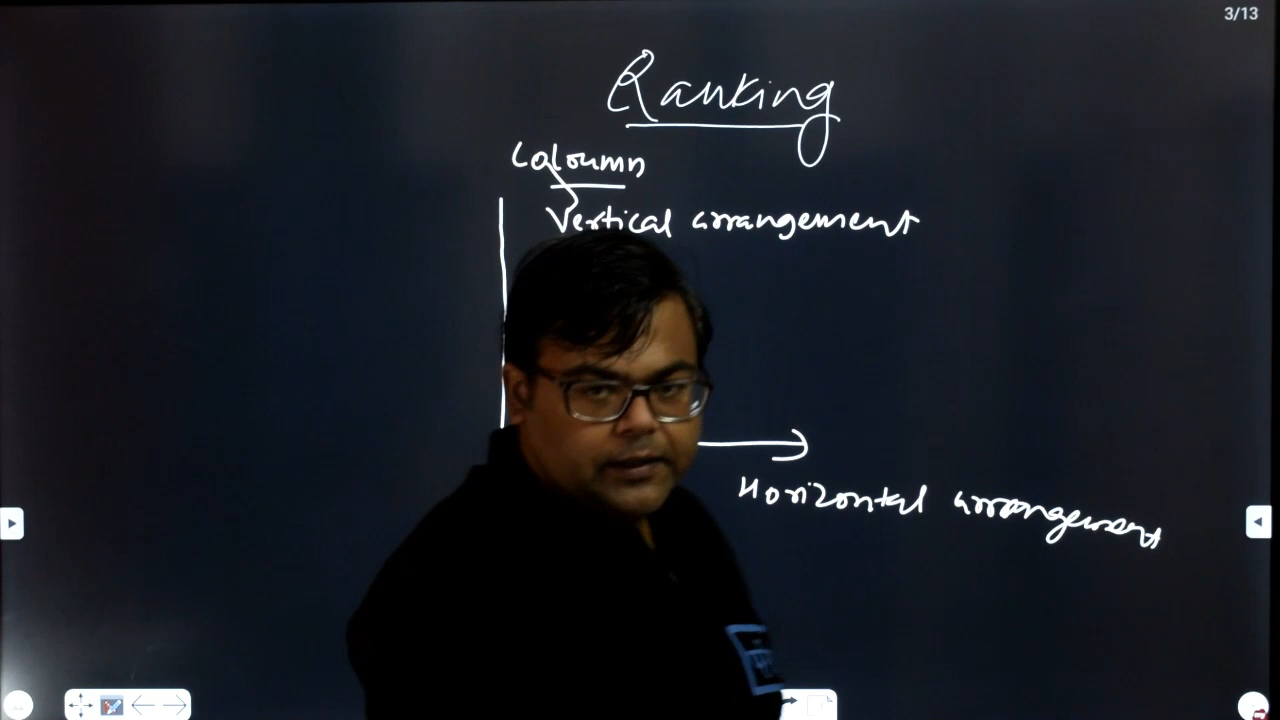 3/13
Ranking
Coloumn
Vertical arrangement
Horizontal arrangement